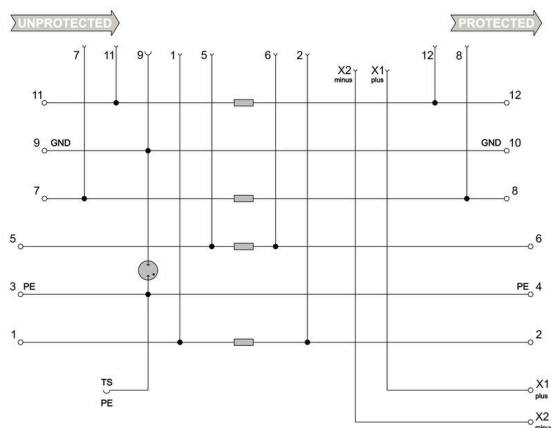 UNPROTECTED PROTECTED
7 11 9 1 5 6 2 12 8
X2 X1
minus plus
11 12
9 GND GND 10
7 8
5 6
3 PE PE 4
1 2
TS
PE
X1
plus
X2
minus